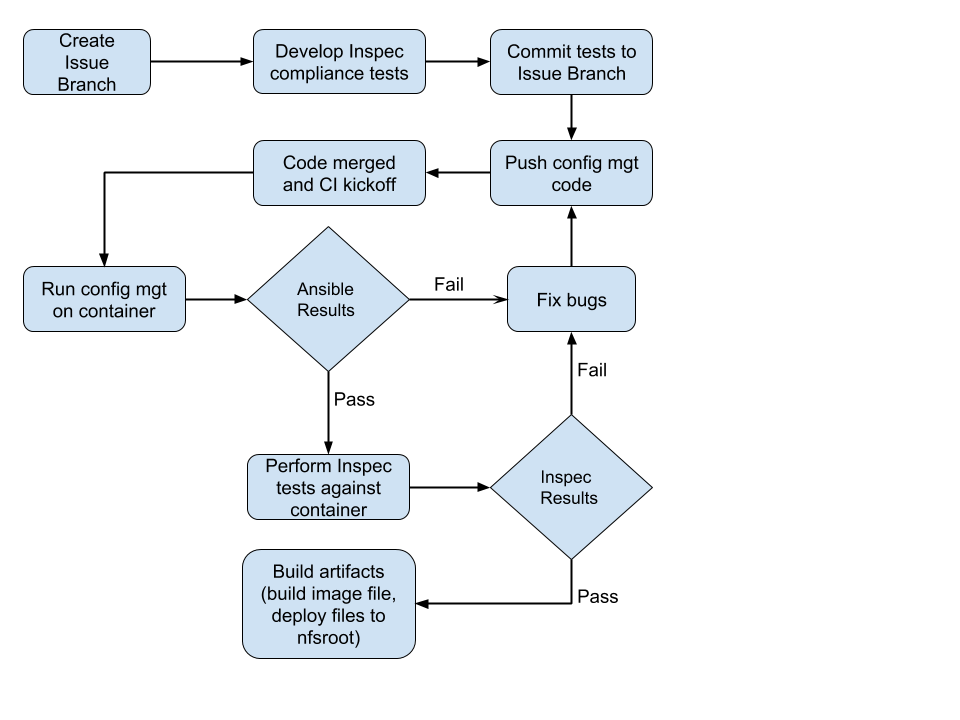 Create
Issue
Branch
Develop Inspec
compliance tests
Commit tests to
Issue Branch
Code merged
and CI kickoff
Push config mgt
code
Run config mgt
on container
Ansible
Results
Fail
Fix bugs
Pass
Fail
Perform Inspec
tests against
container
Inspec
Results
Build artifacts
(build image file,
deploy files to
nfsroot)
Pass